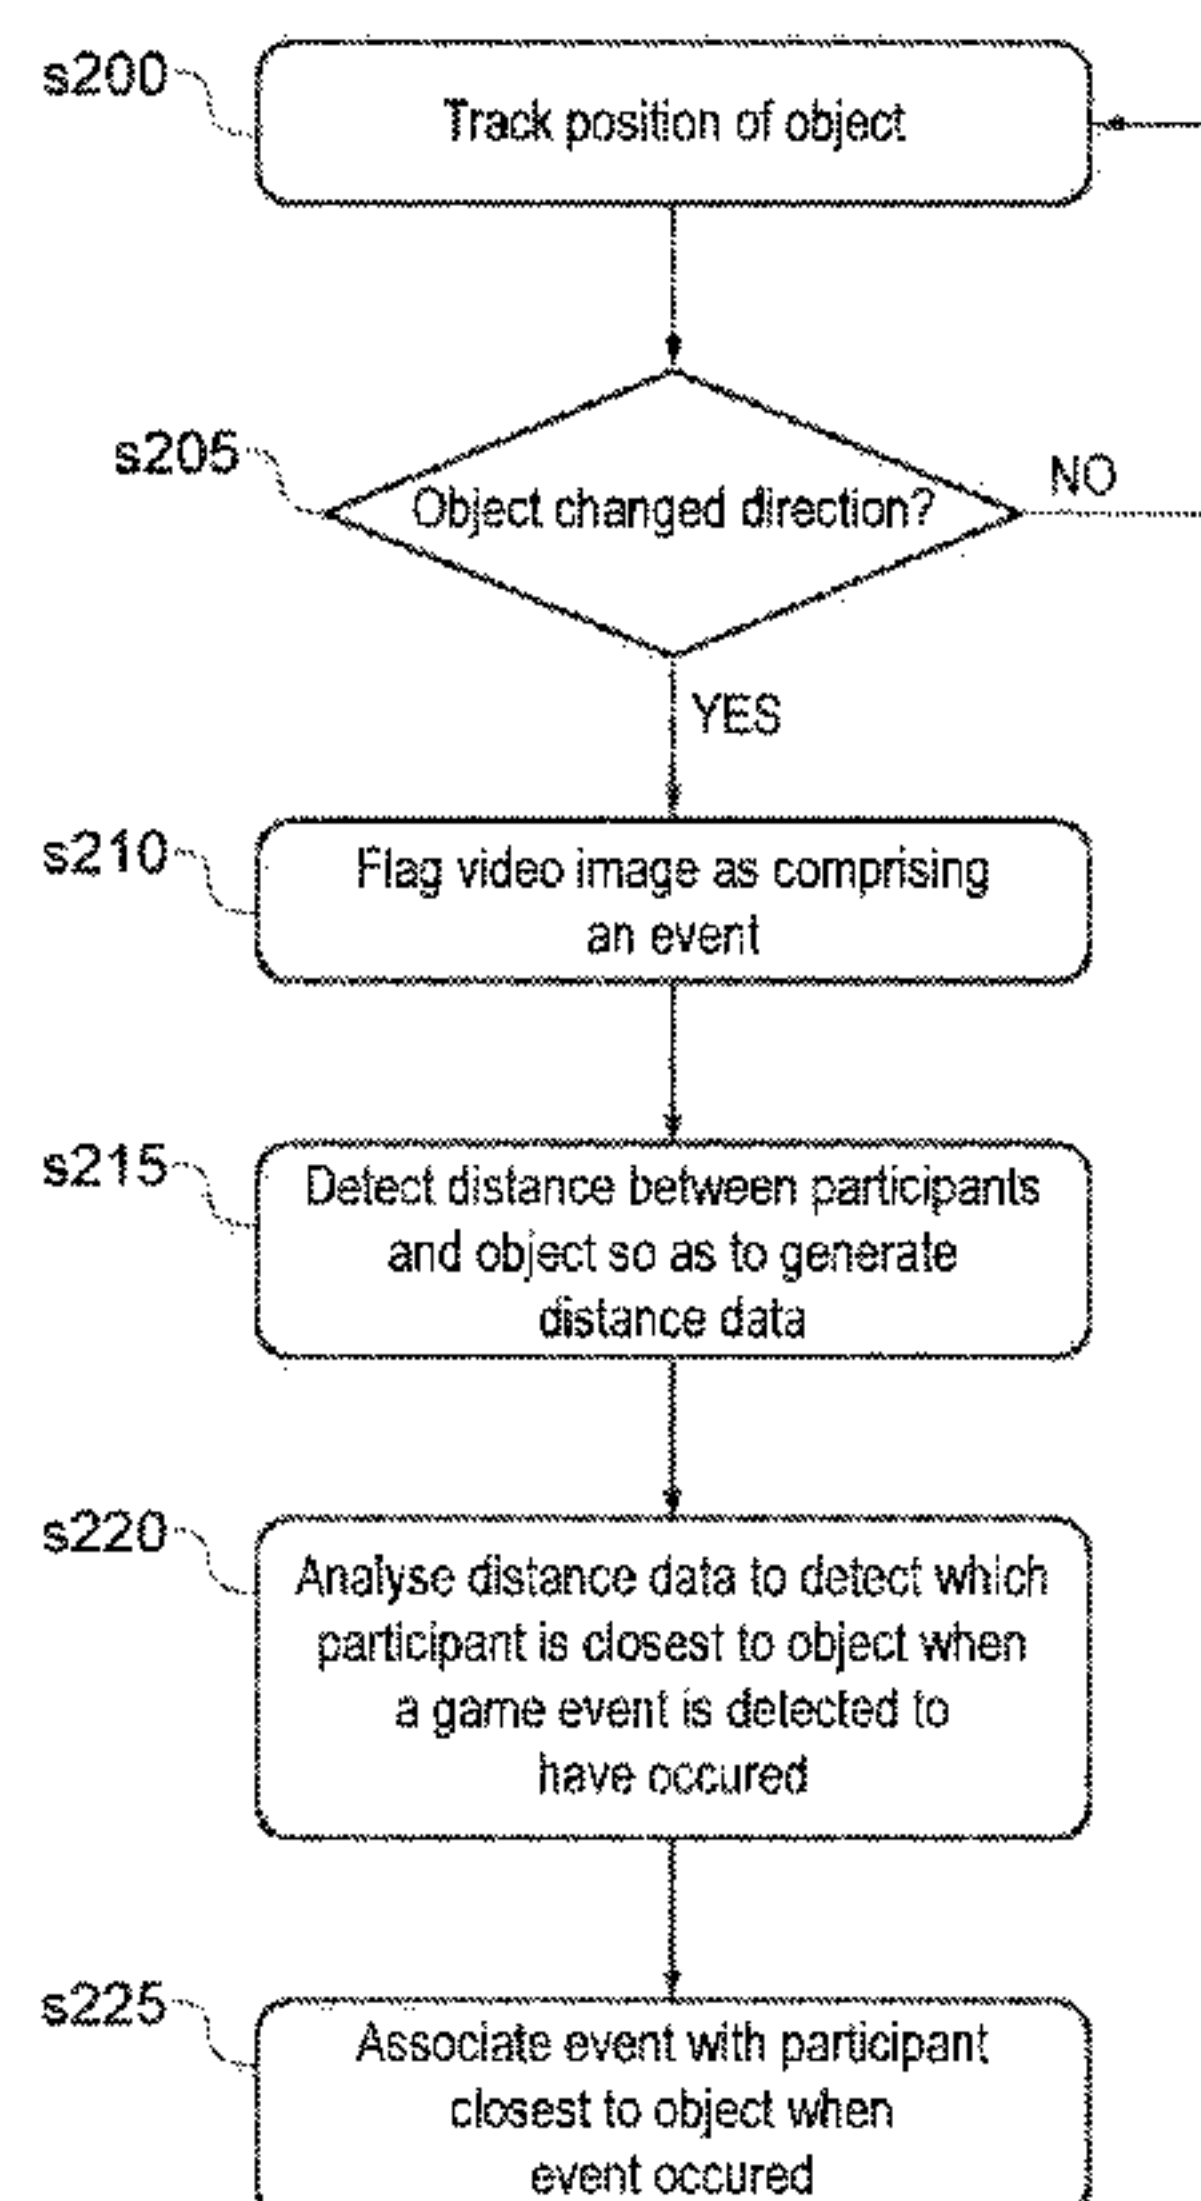 s200
Track position of object
s205
Object changed direction?
NO
YES
s210
Flag video image as comprising
an event
s215
Detect distance between participants
and object so as to generate
distance data
s220
Analyse distance data to detect which
participant is closest to object when
a game event is detected to
have occured
s225
Associate event with participant
closest to object when
event occured